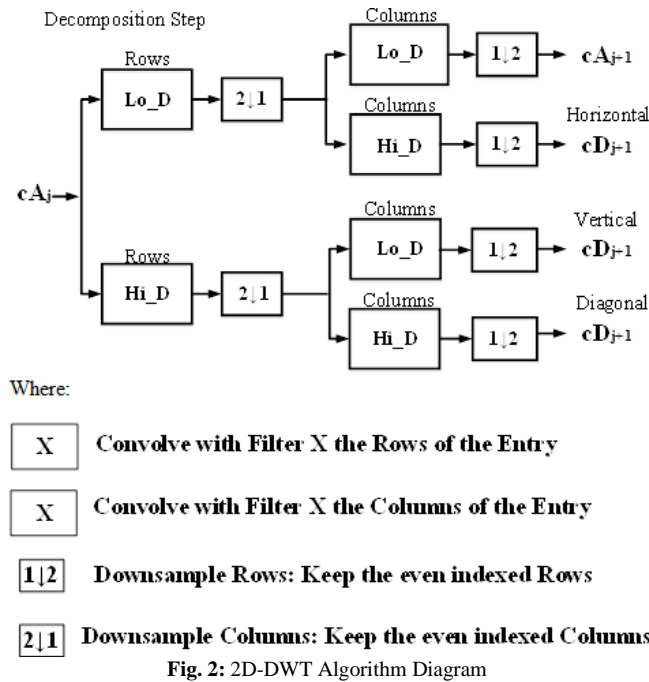 Decomposition Step
Columns
Rows
Lo_D
1↓2
cAj+1
Lo_D
2↓1
Columns
Horizontal
Hi_D
1↓2
cDj+1
cAj
Columns
Vertical
Rows
Lo_D
1↓2
cDj+1
Hi_D
2↓1
Columns
Diagonal
Hi_D
1↓2
cDj+1
Where:
X Convolve with Filter X the Rows of the Entry
X Convolve with Filter X the Columns of the Entry
1↓2 Downsample Rows: Keep the even indexed Rows
2↓1 Downsample Columns: Keep the even indexed Columns
Fig. 2: 2D-DWT Algorithm Diagram